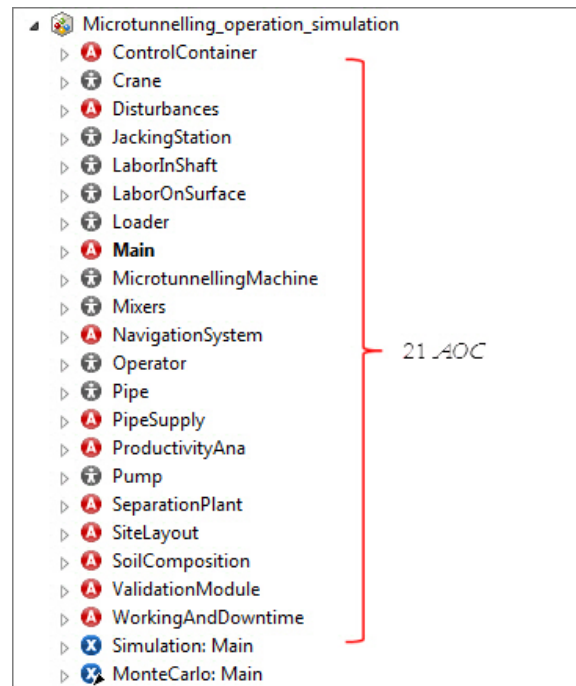 Microtunnelling_operation_simulation
ControlContainer
Crane
Disturbances
JackingStation
LaborInShaft
LaborOnSurface
Loader
Main
MicrotunnellingMachine
Mixers
NavigationSystem
Operator
21 AOC
Pipe
PipeSupply
ProductivityAna
Pump
SeparationPlant
SiteLayout
SoilComposition
ValidationModule
WorkingAndDowntime
Simulation: Main
MonteCarlo: Main